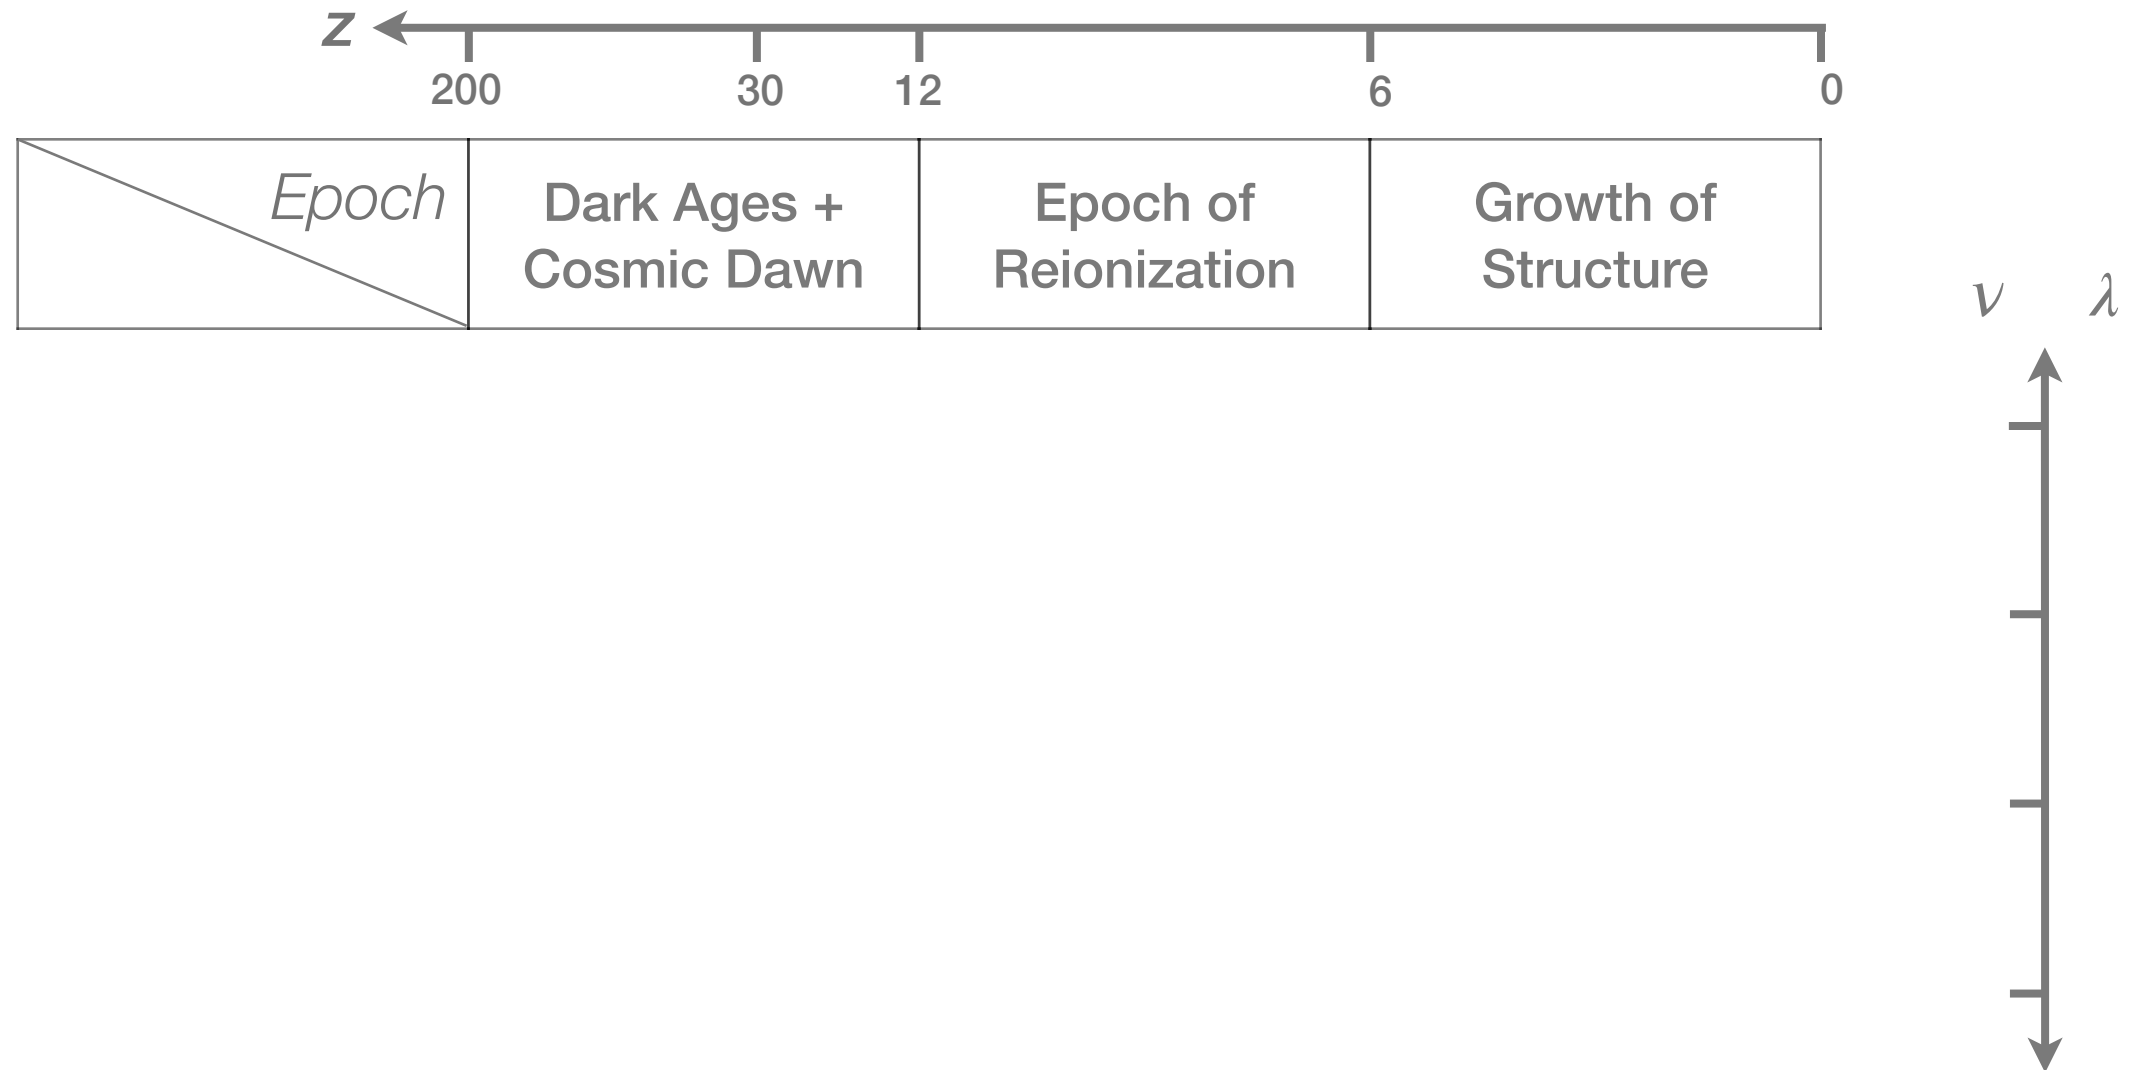 z
200 30 12 6 0
Epoch
Dark Ages +
Cosmic Dawn
Epoch of
Reionization
Growth of
Structure
ν λ